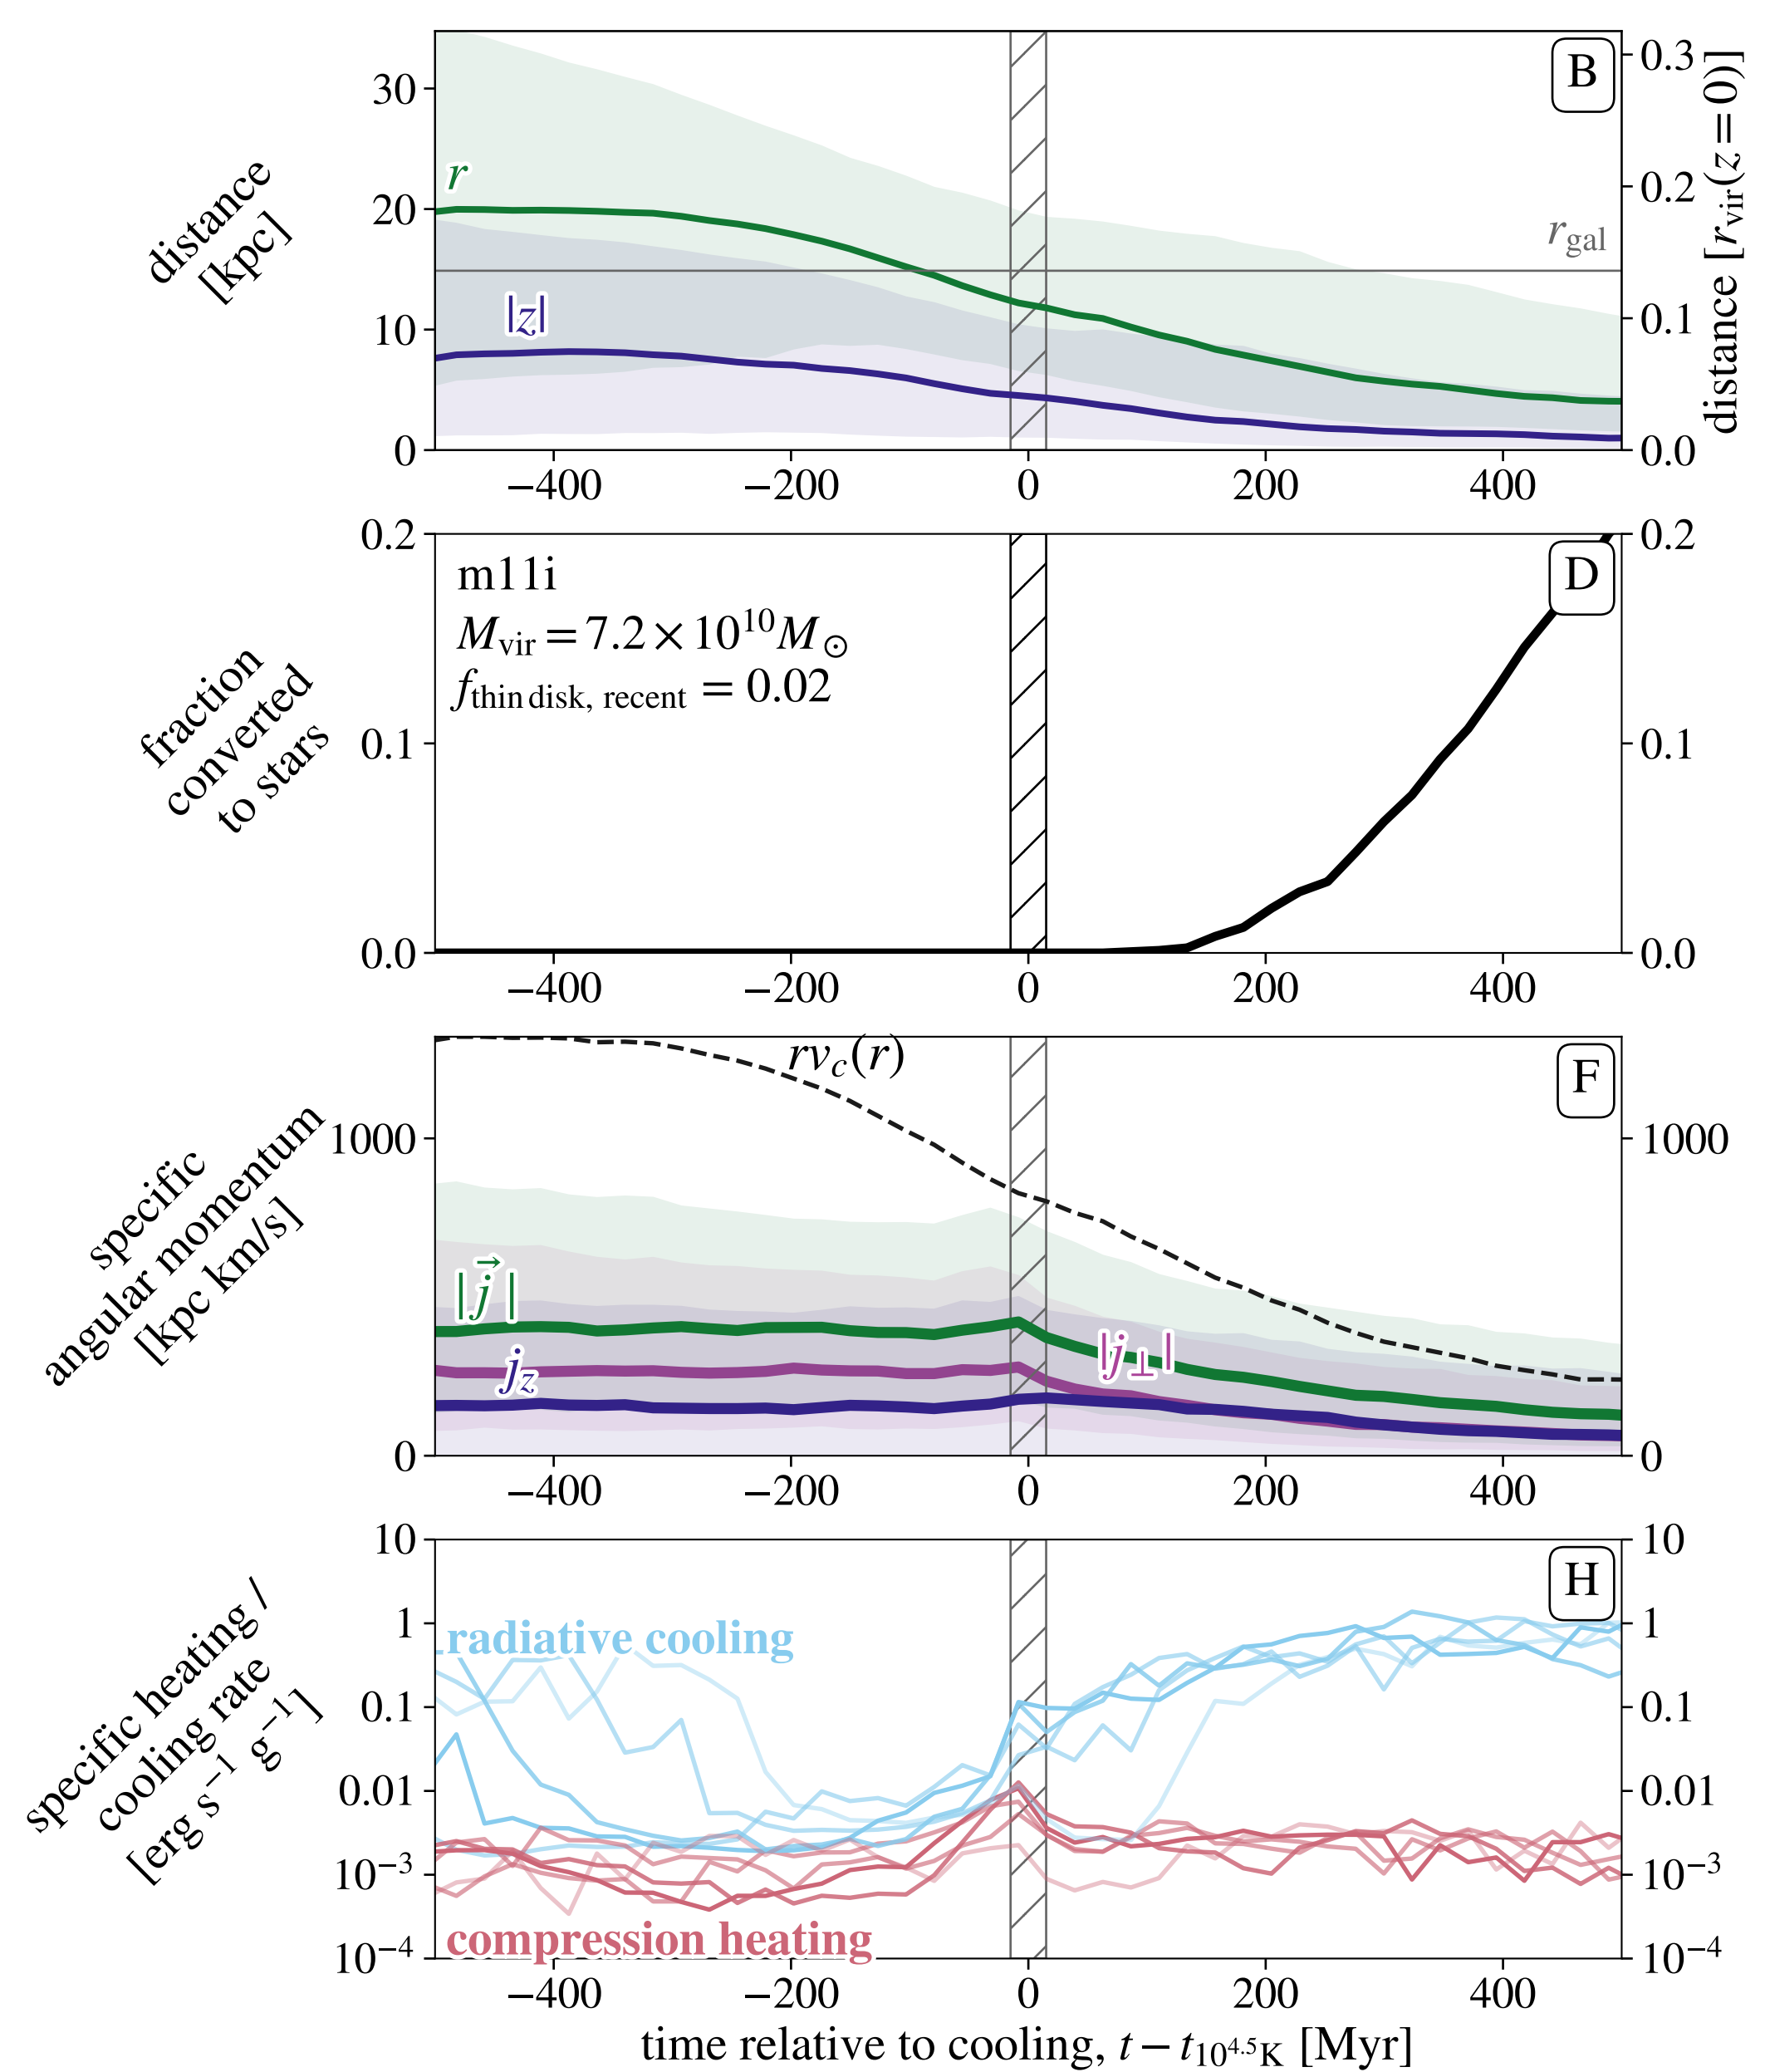 B
distance
[kpc]
30
20
10
0
r
|z|
r_gal
0.3
0.2
0.1
0.0
distance [r_vir(z=0)]
−400 −200 0 200 400
D
fraction
converted
to stars
0.2
0.1
0.0
m11i
M_vir = 7.2 × 10^10 M_⊙
f_thin disk, recent = 0.02
0.2
0.1
0.0
−400 −200 0 200 400
F
specific
angular momentum
[kpc km/s]
1000
0
rv_c(r)
|j⃗|
j_z
|j_⊥|
1000
0
−400 −200 0 200 400
H
specific heating /
cooling rate
[erg s^−1 g^−1]
10
1
0.1
0.01
10^−3
10^−4
radiative cooling
compression heating
10
1
0.1
0.01
10^−3
10^−4
−400 −200 0 200 400
time relative to cooling, t − t_10^4.5K [Myr]